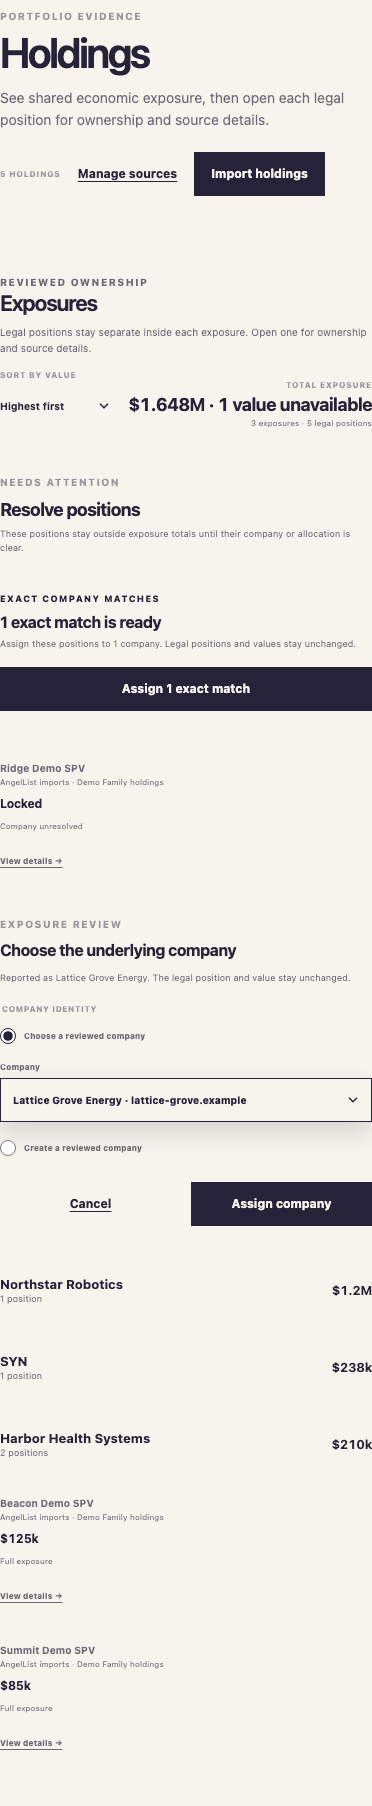 PORTFOLIO EVIDENCE
Holdings
See shared economic exposure, then open each legal
position for ownership and source details.
5 HOLDINGS
Manage sources
Import holdings
REVIEWED OWNERSHIP
Exposures
Legal positions stay separate inside each exposure. Open one for ownership
and source details.
SORT BY VALUE
Highest first
TOTAL EXPOSURE
$1.648M · 1 value unavailable
3 exposures · 5 legal positions
NEEDS ATTENTION
Resolve positions
These positions stay outside exposure totals until their company or allocation is
clear.
EXACT COMPANY MATCHES
1 exact match is ready
Assign these positions to 1 company. Legal positions and values stay unchanged.
Assign 1 exact match
Ridge Demo SPV
AngelList imports · Demo Family holdings
Locked
Company unresolved
View details →
EXPOSURE REVIEW
Choose the underlying company
Reported as Lattice Grove Energy. The legal position and value stay unchanged.
COMPANY IDENTITY
Choose a reviewed company
Company
Lattice Grove Energy · lattice-grove.example
Create a reviewed company
Cancel
Assign company
Northstar Robotics
1 position
$1.2M
SYN
1 position
$238k
Harbor Health Systems
2 positions
$210k
Beacon Demo SPV
AngelList imports · Demo Family holdings
$125k
Full exposure
View details →
Summit Demo SPV
AngelList imports · Demo Family holdings
$85k
Full exposure
View details →